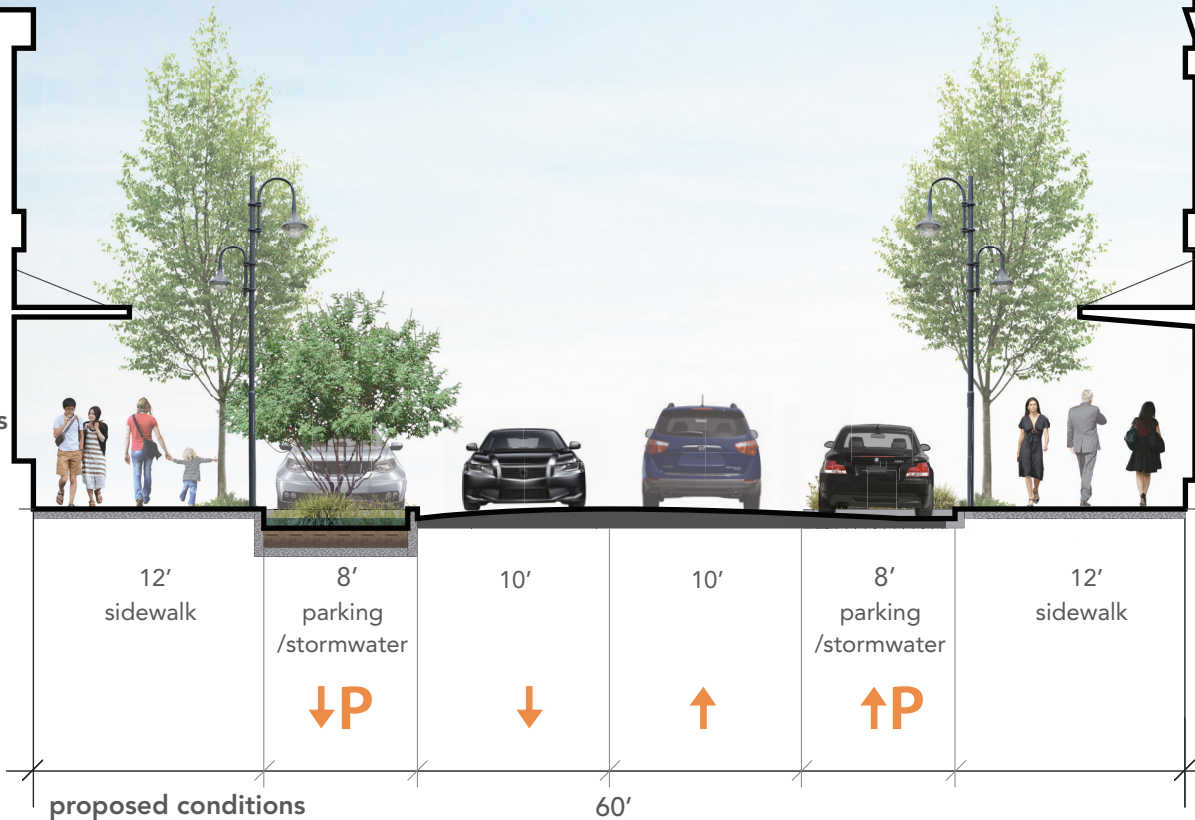 s
12′
sidewalk
8′
parking
/stormwater
10′
10′
8′
parking
/stormwater
12′
sidewalk
P
P
proposed conditions
60′